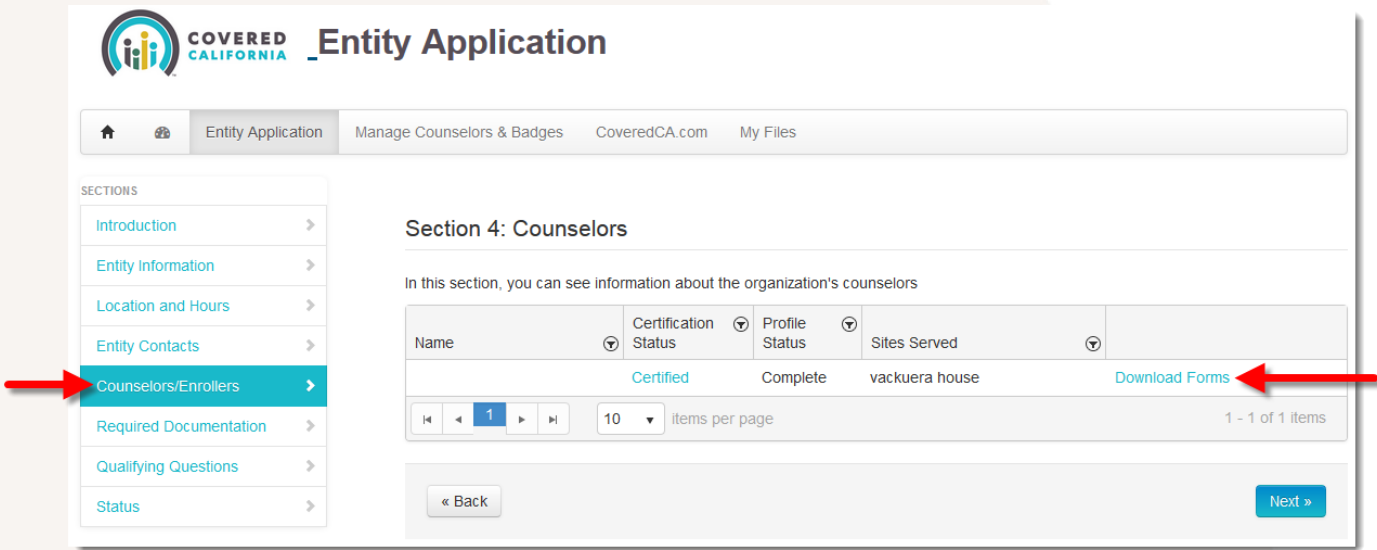 COVERED
CALIFORNIA
_Entity Application
Entity Application Manage Counselors & Badges CoveredCA.com My Files
SECTIONS
Introduction
Entity Information
Location and Hours
Entity Contacts
Counselors/Enrollers
Required Documentation
Qualifying Questions
Status
Section 4: Counselors
In this section, you can see information about the organization's counselors
Name Certification Status Profile Status Sites Served
Certified Complete vackuera house Download Forms
1 10 items per page 1 - 1 of 1 items
« Back Next »